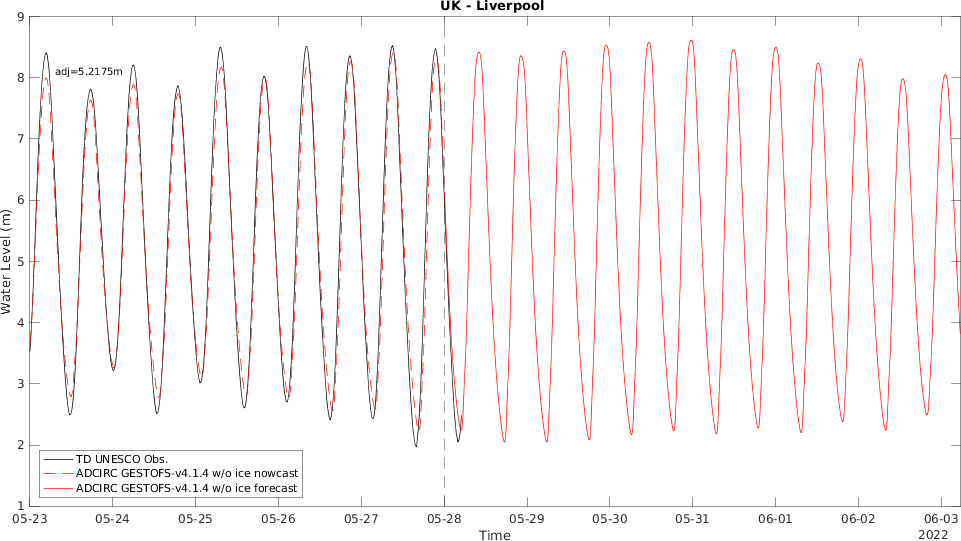 UK - Liverpool
9
8
7
6
5
4
3
2
1
Water Level (m)
adj=5.2175m
TD UNESCO Obs.
ADCIRC GESTOFS-v4.1.4 w/o ice nowcast
ADCIRC GESTOFS-v4.1.4 w/o ice forecast
05-23 05-24 05-25 05-26 05-27 05-28 05-29 05-30 05-31 06-01 06-02 06-03
Time
2022